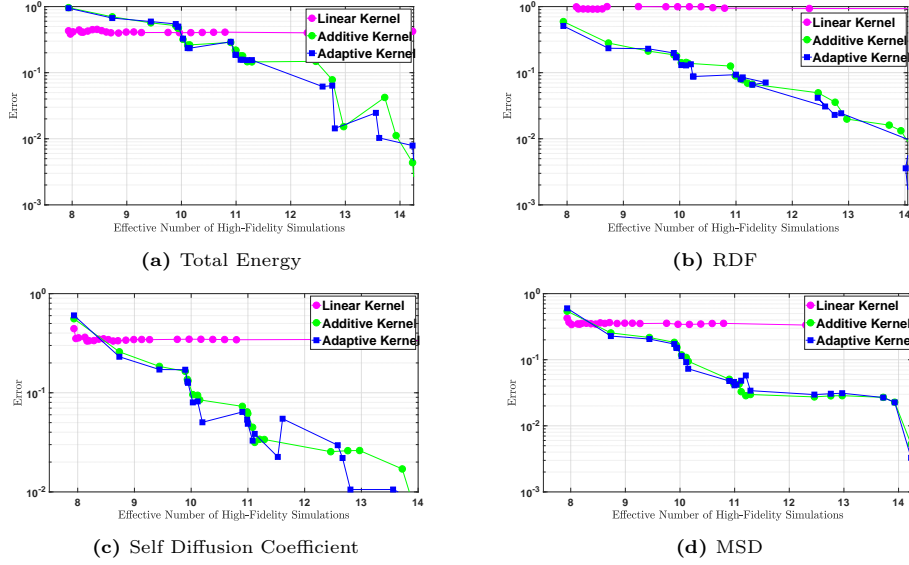 10^0
10^-1
10^-2
10^-3
Error
Linear Kernel
Additive Kernel
Adaptive Kernel
8 9 10 11 12 13 14
Effective Number of High-Fidelity Simulations
(a) Total Energy
10^0
10^-1
10^-2
10^-3
Error
Linear Kernel
Additive Kernel
Adaptive Kernel
8 9 10 11 12 13 14
Effective Number of High-Fidelity Simulations
(b) RDF
10^0
10^-1
10^-2
Error
Linear Kernel
Additive Kernel
Adaptive Kernel
8 9 10 11 12 13 14
Effective Number of High-Fidelity Simulations
(c) Self Diffusion Coefficient
10^0
10^-1
10^-2
10^-3
Error
Linear Kernel
Additive Kernel
Adaptive Kernel
8 9 10 11 12 13 14
Effective Number of High-Fidelity Simulations
(d) MSD